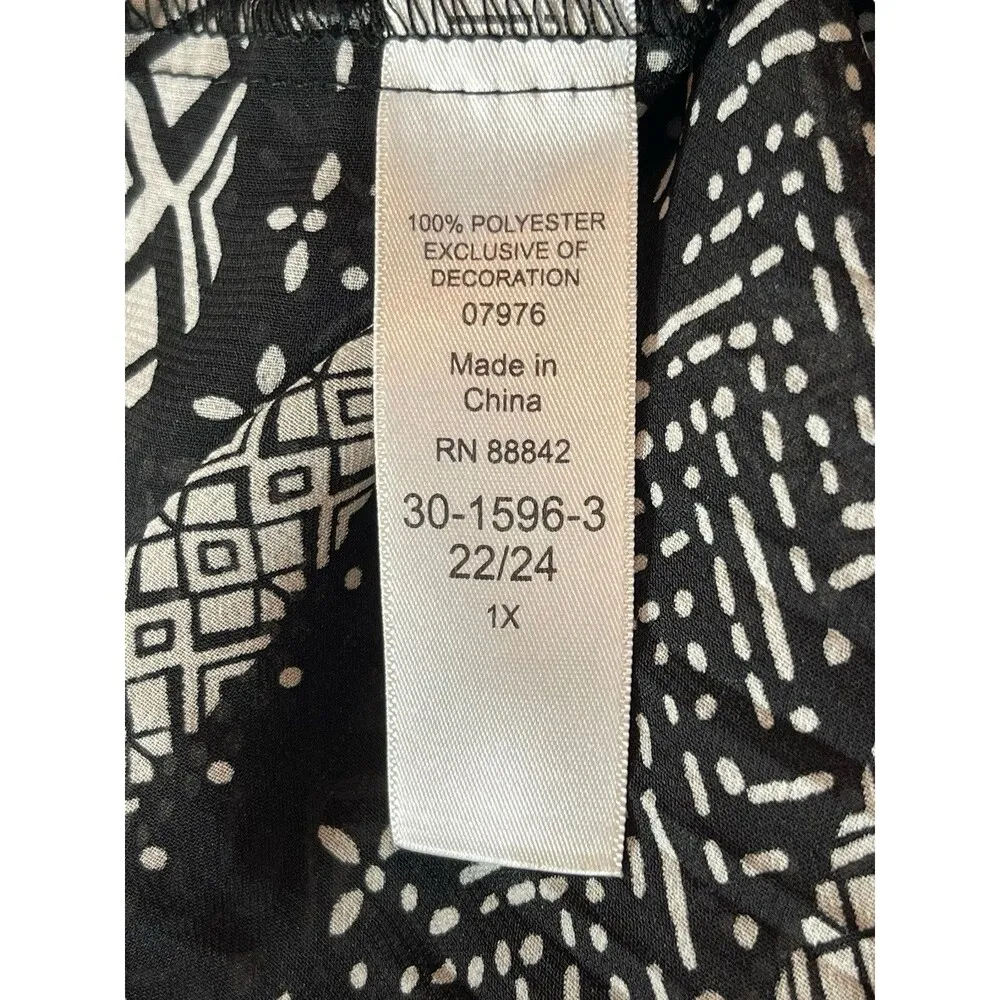 100% POLYESTER
EXCLUSIVE OF
DECORATION
07976
Made in
China
RN 88842
30-1596-3
22/24
1X